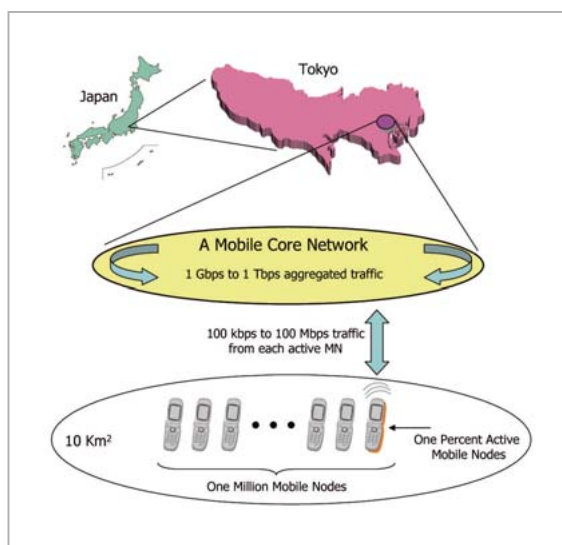 Tokyo
Japan
A Mobile Core Network
1 Gbps to 1 Tbps aggregated traffic
100 kbps to 100 Mbps traffic
from each active MN
10 Km²
One Percent Active
Mobile Nodes
One Million Mobile Nodes